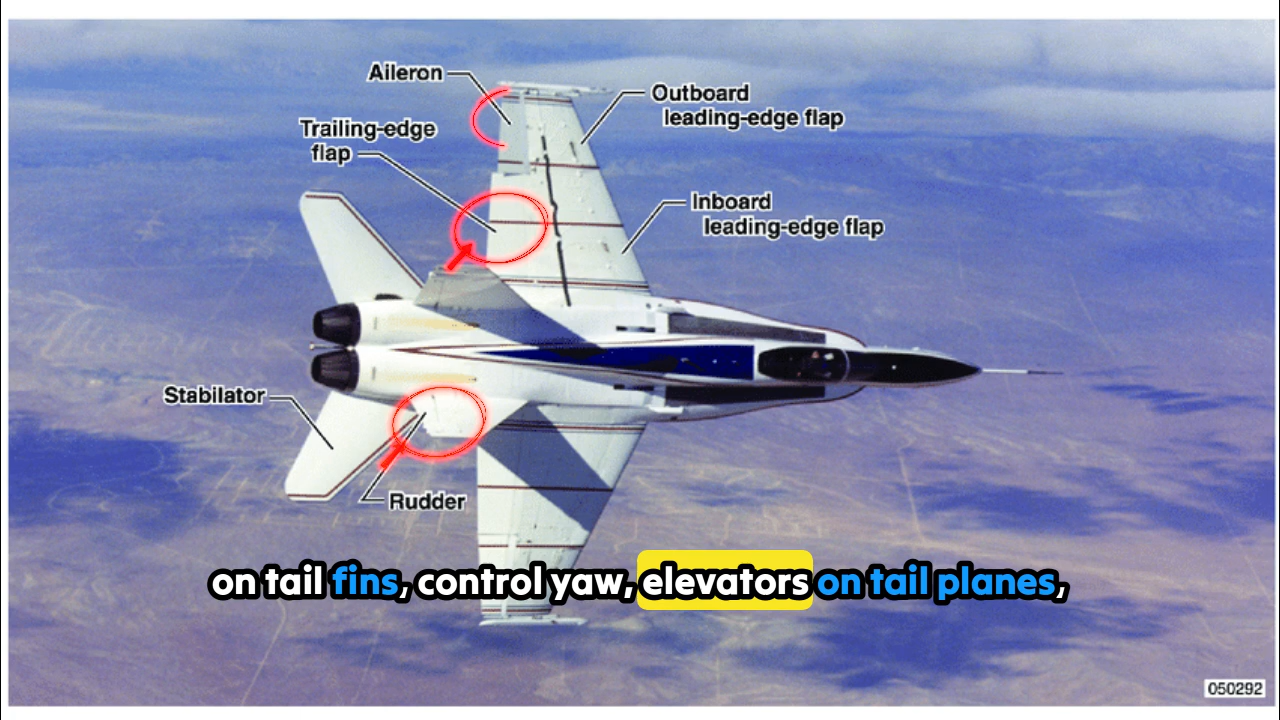 Aileron
Outboard
leading-edge flap
Trailing-edge
flap
Inboard
leading-edge flap
Stabilator
Rudder
on tail fins, control yaw, elevators on tail planes,
050292